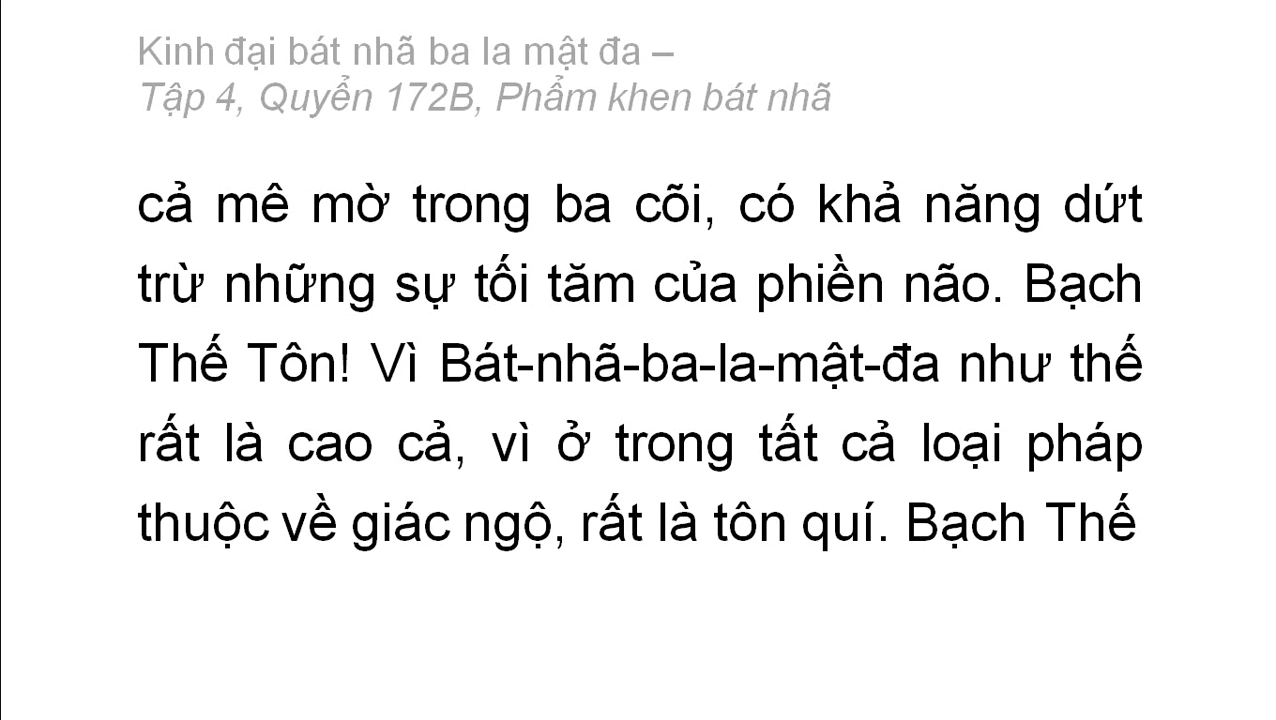 Kinh đại bát nhã ba la mật đa –
Tập 4, Quyển 172B, Phẩm khen bát nhã
cả mê mờ trong ba cõi, có khả năng dứt
trừ những sự tối tăm của phiền não. Bạch
Thế Tôn! Vì Bát-nhã-ba-la-mật-đa như thế
rất là cao cả, vì ở trong tất cả loại pháp
thuộc về giác ngộ, rất là tôn quí. Bạch Thế